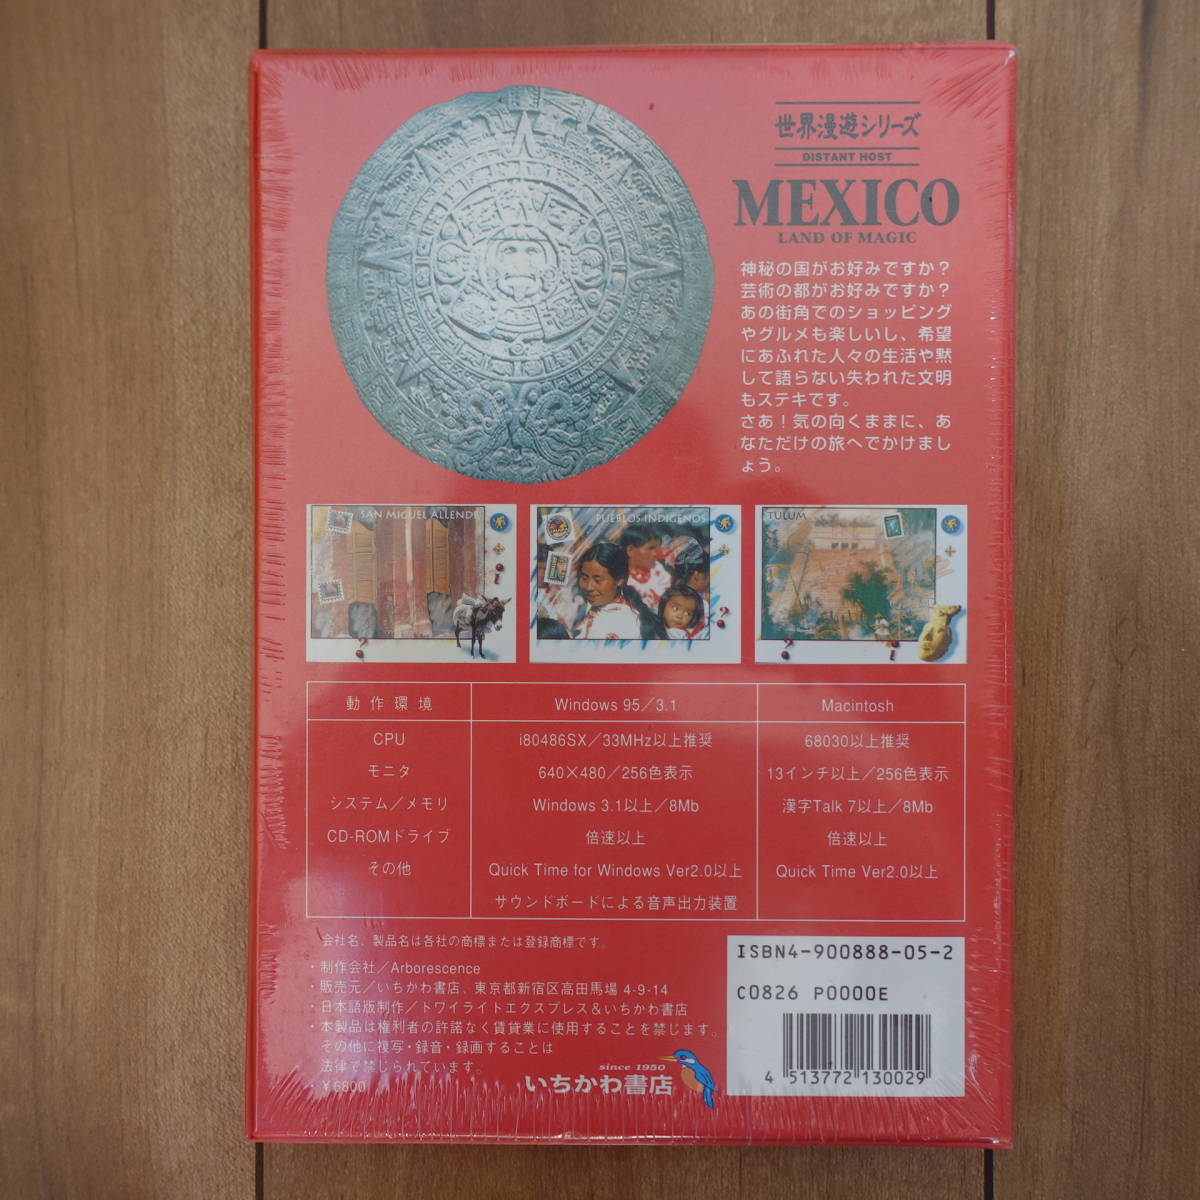 世界漫遊シリーズ
DISTANT HOST
MEXICO
LAND OF MAGIC
神秘の国がお好みですか？
芸術の都がお好みですか？
あの街角でのショッピング
やグルメも楽しいし、希望
にあふれた人々の生活や黙
して語らない失われた文明
もステキです。
さあ！気の向くままに、あ
なただけの旅へでかけまし
ょう。
SAN MIGUEL ALLENDE
PUEBLOS INDIGENOS
TULUM
動作環境 Windows 95／3.1 Macintosh
CPU i80486SX／33MHz以上推奨 68030以上推奨
モニタ 640×480／256色表示 13インチ以上／256色表示
システム／メモリ Windows 3.1以上／8Mb 漢字Talk 7以上／8Mb
CD-ROMドライブ 倍速以上 倍速以上
その他 Quick Time for Windows Ver2.0以上 Quick Time Ver2.0以上
サウンドボードによる音声出力装置
会社名、製品名は各社の商標または登録商標です。
・制作会社／Arborescence
・販売元／いちかわ書店、東京都新宿区高田馬場 4-9-14
・日本語版制作／トワイライトエクスプレス＆いちかわ書店
・本製品は権利者の許諾なく賃貸業に使用することを禁じます。
その他に複写・録音・録画することは
法律で禁じられています。
・¥6800
since 1950
いちかわ書店
ISBN4-900888-05-2
C0826 P0000E
4 513772 130029